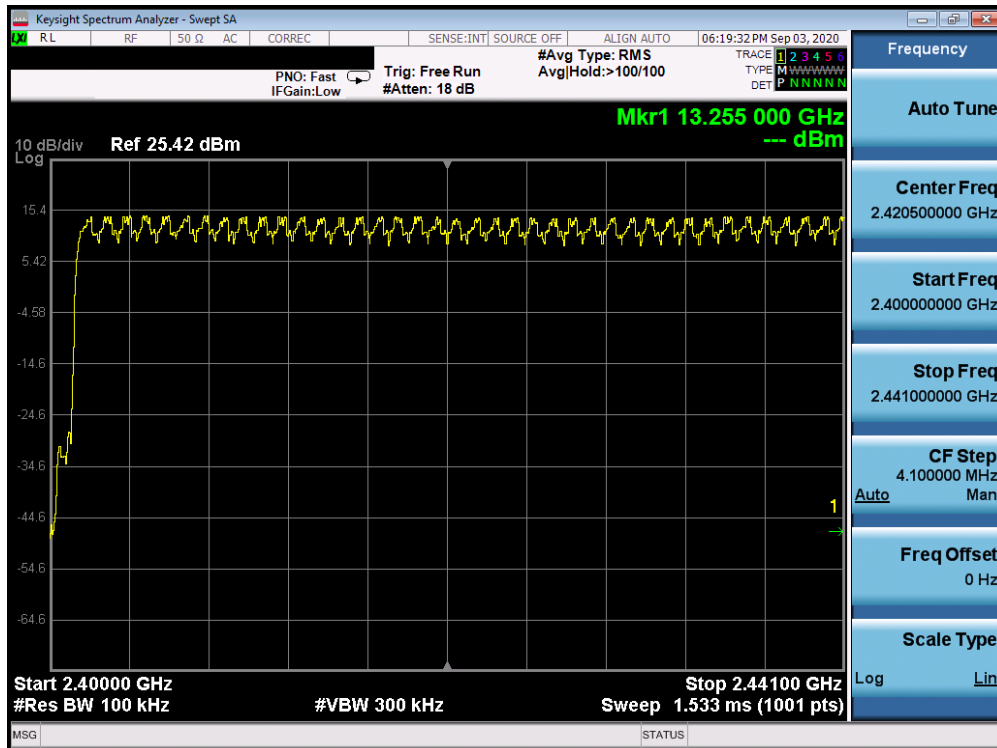 Keysight Spectrum Analyzer - Swept SA
LXI RL RF 50 Ω AC CORREC SENSE:INT SOURCE OFF ALIGN AUTO 06:19:32 PM Sep 03, 2020
PNO: Fast Trig: Free Run #Avg Type: RMS TRACE 1 2 3 4 5 6
IFGain:Low #Atten: 18 dB Avg|Hold:>100/100 TYPE M WWWWW
DET P N N N N N
Mkr1 13.255 000 GHz
--- dBm
10 dB/div Ref 25.42 dBm
Log
15.4
5.42
-4.58
-14.6
-24.6
-34.6
-44.6
-54.6
-64.6
1
Start 2.40000 GHz Stop 2.44100 GHz
#Res BW 100 kHz #VBW 300 kHz Sweep 1.533 ms (1001 pts)
MSG STATUS
Frequency
Auto Tune
Center Freq
2.420500000 GHz
Start Freq
2.400000000 GHz
Stop Freq
2.441000000 GHz
CF Step
4.100000 MHz
Auto Man
Freq Offset
0 Hz
Scale Type
Log Lin